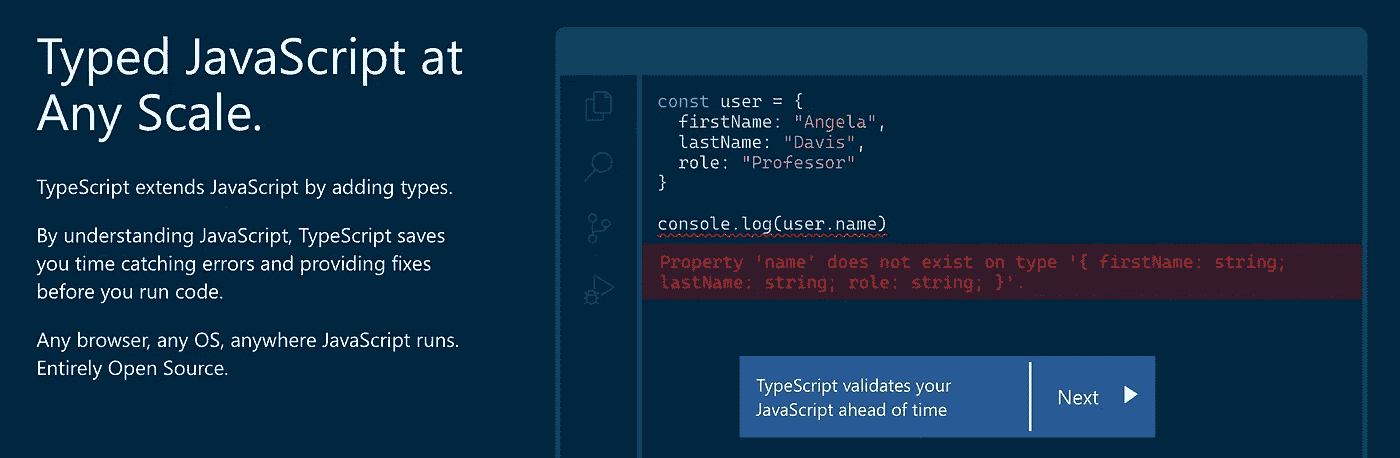 Typed JavaScript at
Any Scale.
TypeScript extends JavaScript by adding types.
By understanding JavaScript, TypeScript saves
you time catching errors and providing fixes
before you run code.
Any browser, any OS, anywhere JavaScript runs.
Entirely Open Source.
const user = {
  firstName: "Angela",
  lastName: "Davis",
  role: "Professor"
}
console.log(user.name)
Property 'name' does not exist on type '{ firstName: string;
lastName: string; role: string; }'.
TypeScript validates your
JavaScript ahead of time
Next